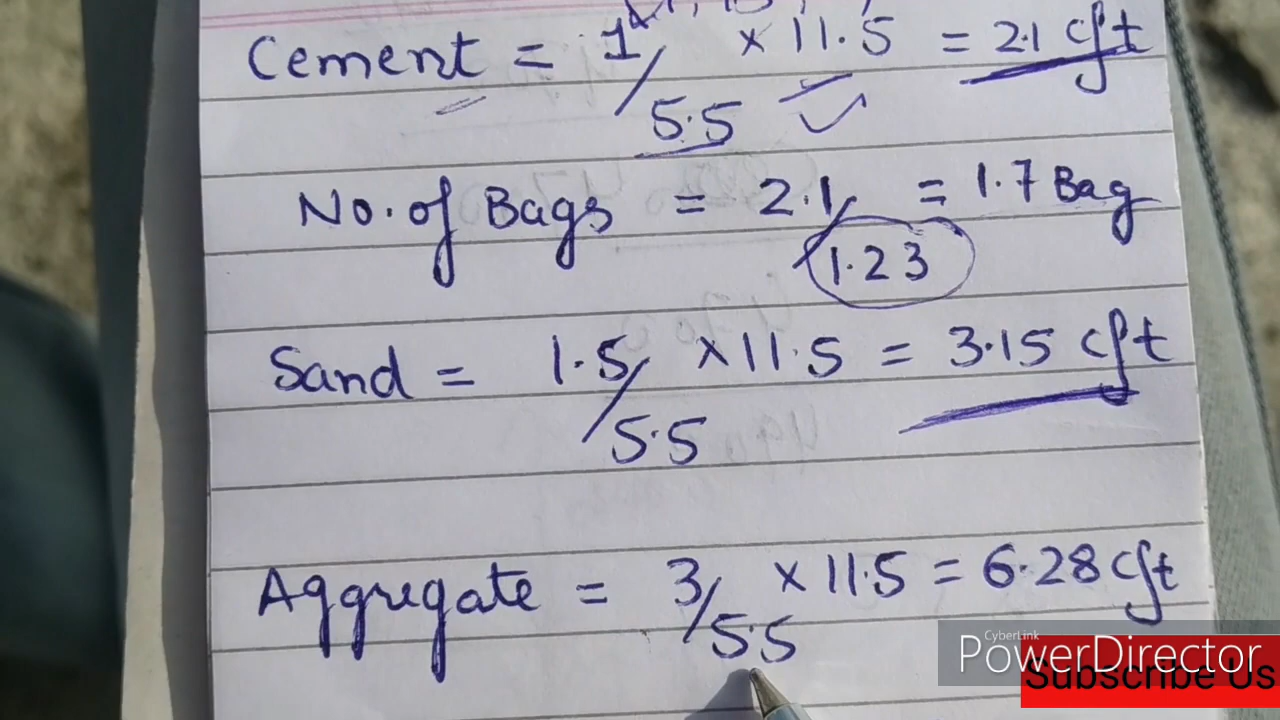 Cement = 1/5.5 × 11.5 = 2.1 cft
No. of Bags = 2.1/1.23 = 1.7 Bag
Sand = 1.5/5.5 × 11.5 = 3.15 cft
Aggregate = 3/5.5 × 11.5 = 6.28 cft
CyberLink
PowerDirector
Subscribe Us